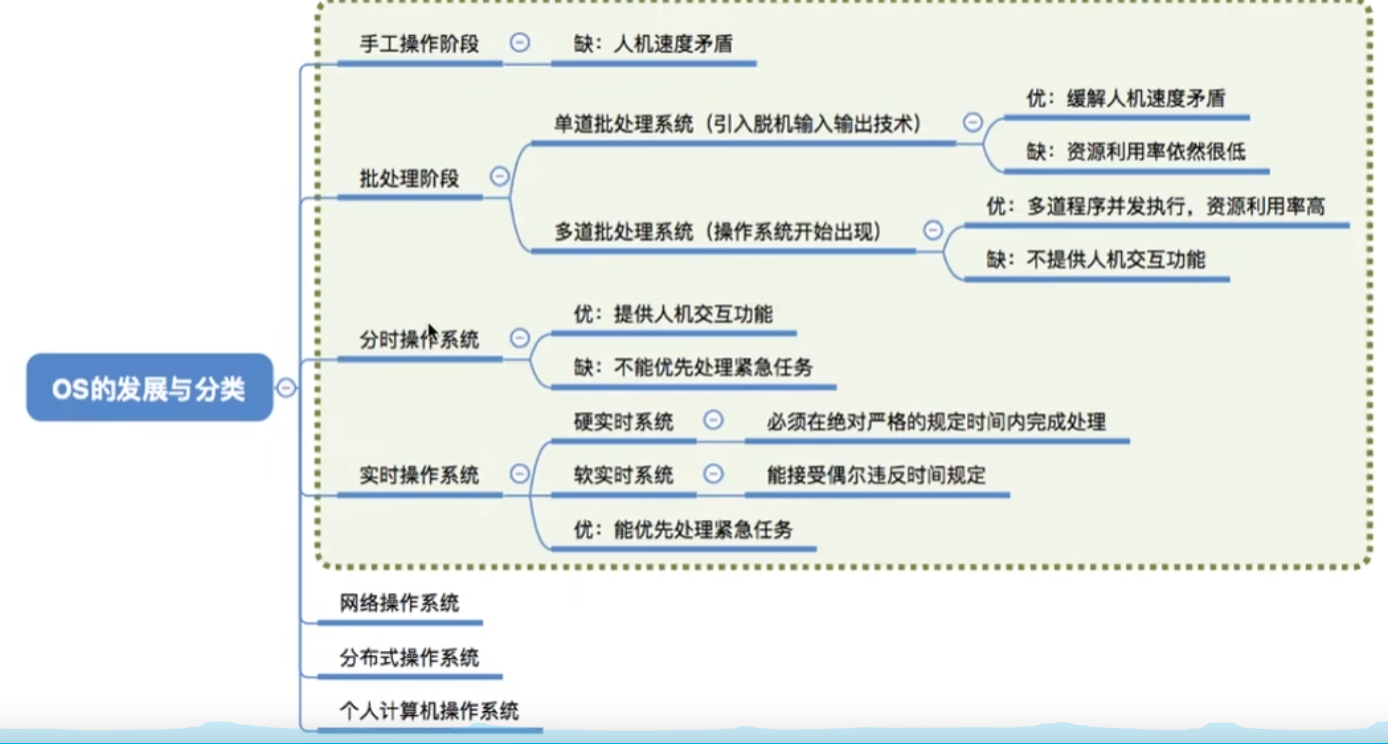 OS的发展与分类
手工操作阶段
缺：人机速度矛盾
批处理阶段
单道批处理系统（引入脱机输入输出技术）
优：缓解人机速度矛盾
缺：资源利用率依然很低
多道批处理系统（操作系统开始出现）
优：多道程序并发执行，资源利用率高
缺：不提供人机交互功能
分时操作系统
优：提供人机交互功能
缺：不能优先处理紧急任务
实时操作系统
硬实时系统
必须在绝对严格的规定时间内完成处理
软实时系统
能接受偶尔违反时间规定
优：能优先处理紧急任务
网络操作系统
分布式操作系统
个人计算机操作系统